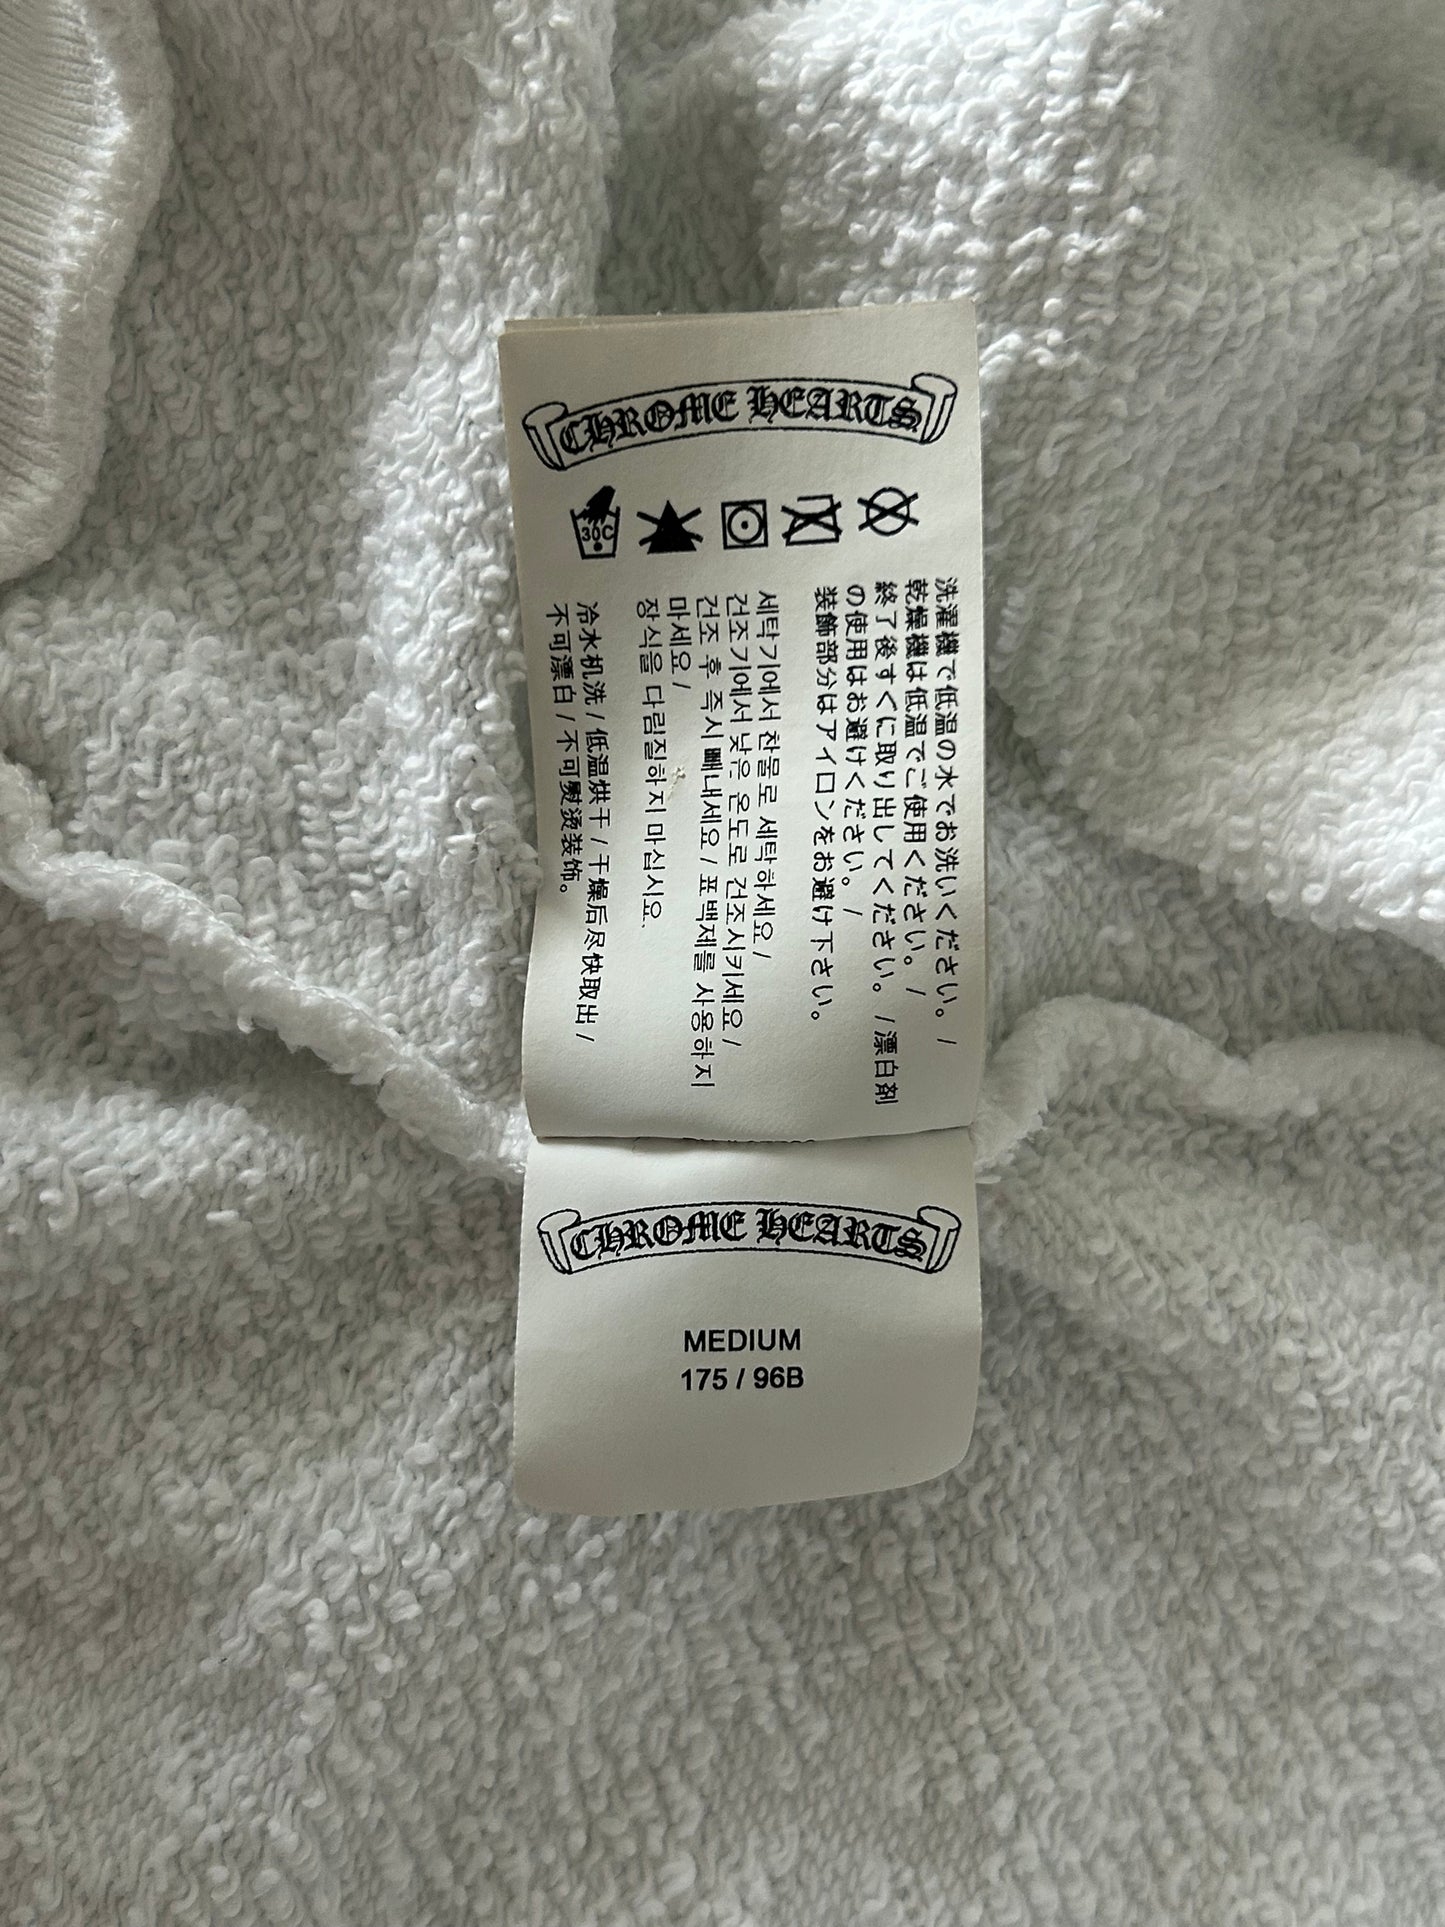 CHROME HEARTS
30C
洗濯機で低温の水でお洗いください。 /
乾燥機は低温でご使用ください。 /
終了後すぐに取り出してください。 / 漂白剤
の使用はお避けください。 /
装飾部分はアイロンをお避け下さい。
세탁기에서 찬물로 세탁하세요 /
건조기에서 낮은 온도로 건조시키세요 /
건조 후 즉시 빼내세요 / 표백제를 사용하지
마세요 /
장식을 다림질하지 마십시요.
冷水机洗 / 低温烘干 / 干燥后尽快取出 /
不可漂白 / 不可熨烫装饰。
CHROME HEARTS
MEDIUM
175 / 96B